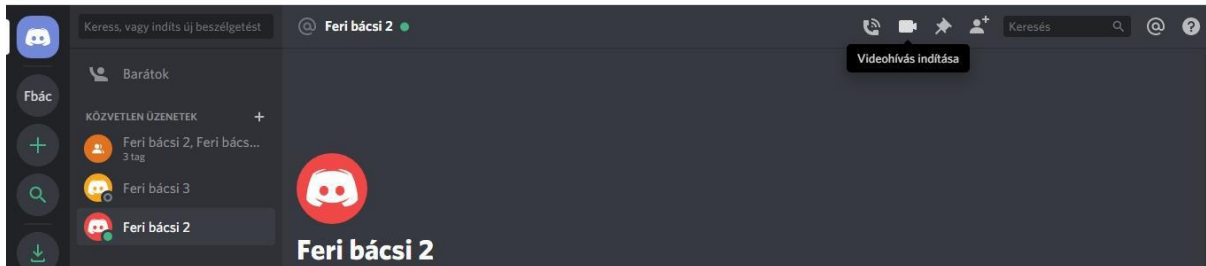 Keress, vagy indíts új beszélgetést
Feri bácsi 2
Keresés
Videohívás indítása
Barátok
Fbác
KÖZVETLEN ÜZENETEK
Feri bácsi 2, Feri bács...
3 tag
Feri bácsi 3
Feri bácsi 2
Feri bácsi 2